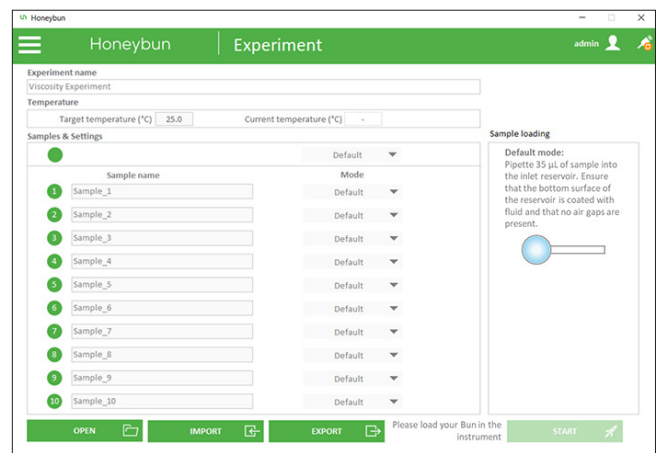 Honeybun
Honeybun
Experiment
admin
Experiment name
Viscosity Experiment
Temperature
Target temperature (°C) 25.0 Current temperature (°C) -
Samples & Settings
Default
Sample name Mode
1 Sample_1 Default
2 Sample_2 Default
3 Sample_3 Default
4 Sample_4 Default
5 Sample_5 Default
6 Sample_6 Default
7 Sample_7 Default
8 Sample_8 Default
9 Sample_9 Default
10 Sample_10 Default
Sample loading
Default mode:
Pipette 35 µL of sample into
the inlet reservoir. Ensure
that the bottom surface of
the reservoir is coated with
fluid and that no air gaps are
present.
OPEN
IMPORT
EXPORT
Please load your Bun in the
instrument
START